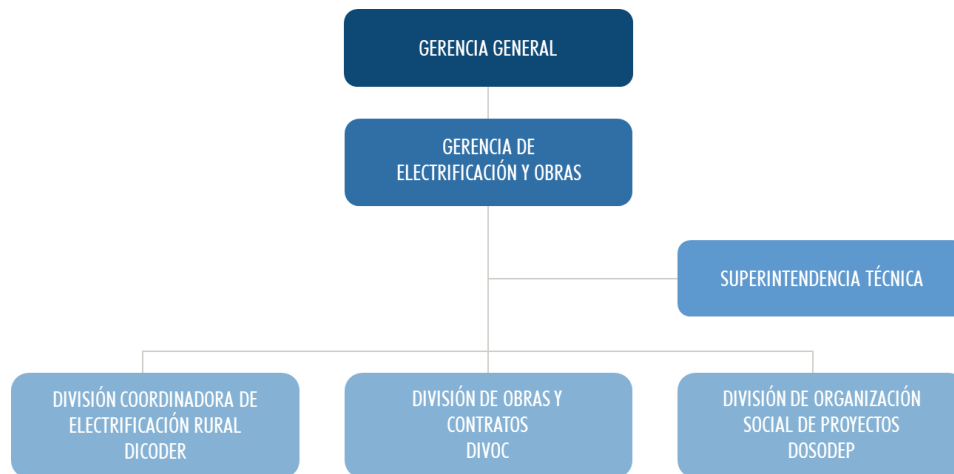 GERENCIA GENERAL
GERENCIA DE
ELECTRIFICACIÓN Y OBRAS
SUPERINTENDENCIA TÉCNICA
DIVISIÓN COORDINADORA DE
ELECTRIFICACIÓN RURAL
DICODER
DIVISIÓN DE OBRAS Y
CONTRATOS
DIVOC
DIVISIÓN DE ORGANIZACIÓN
SOCIAL DE PROYECTOS
DOSODEP